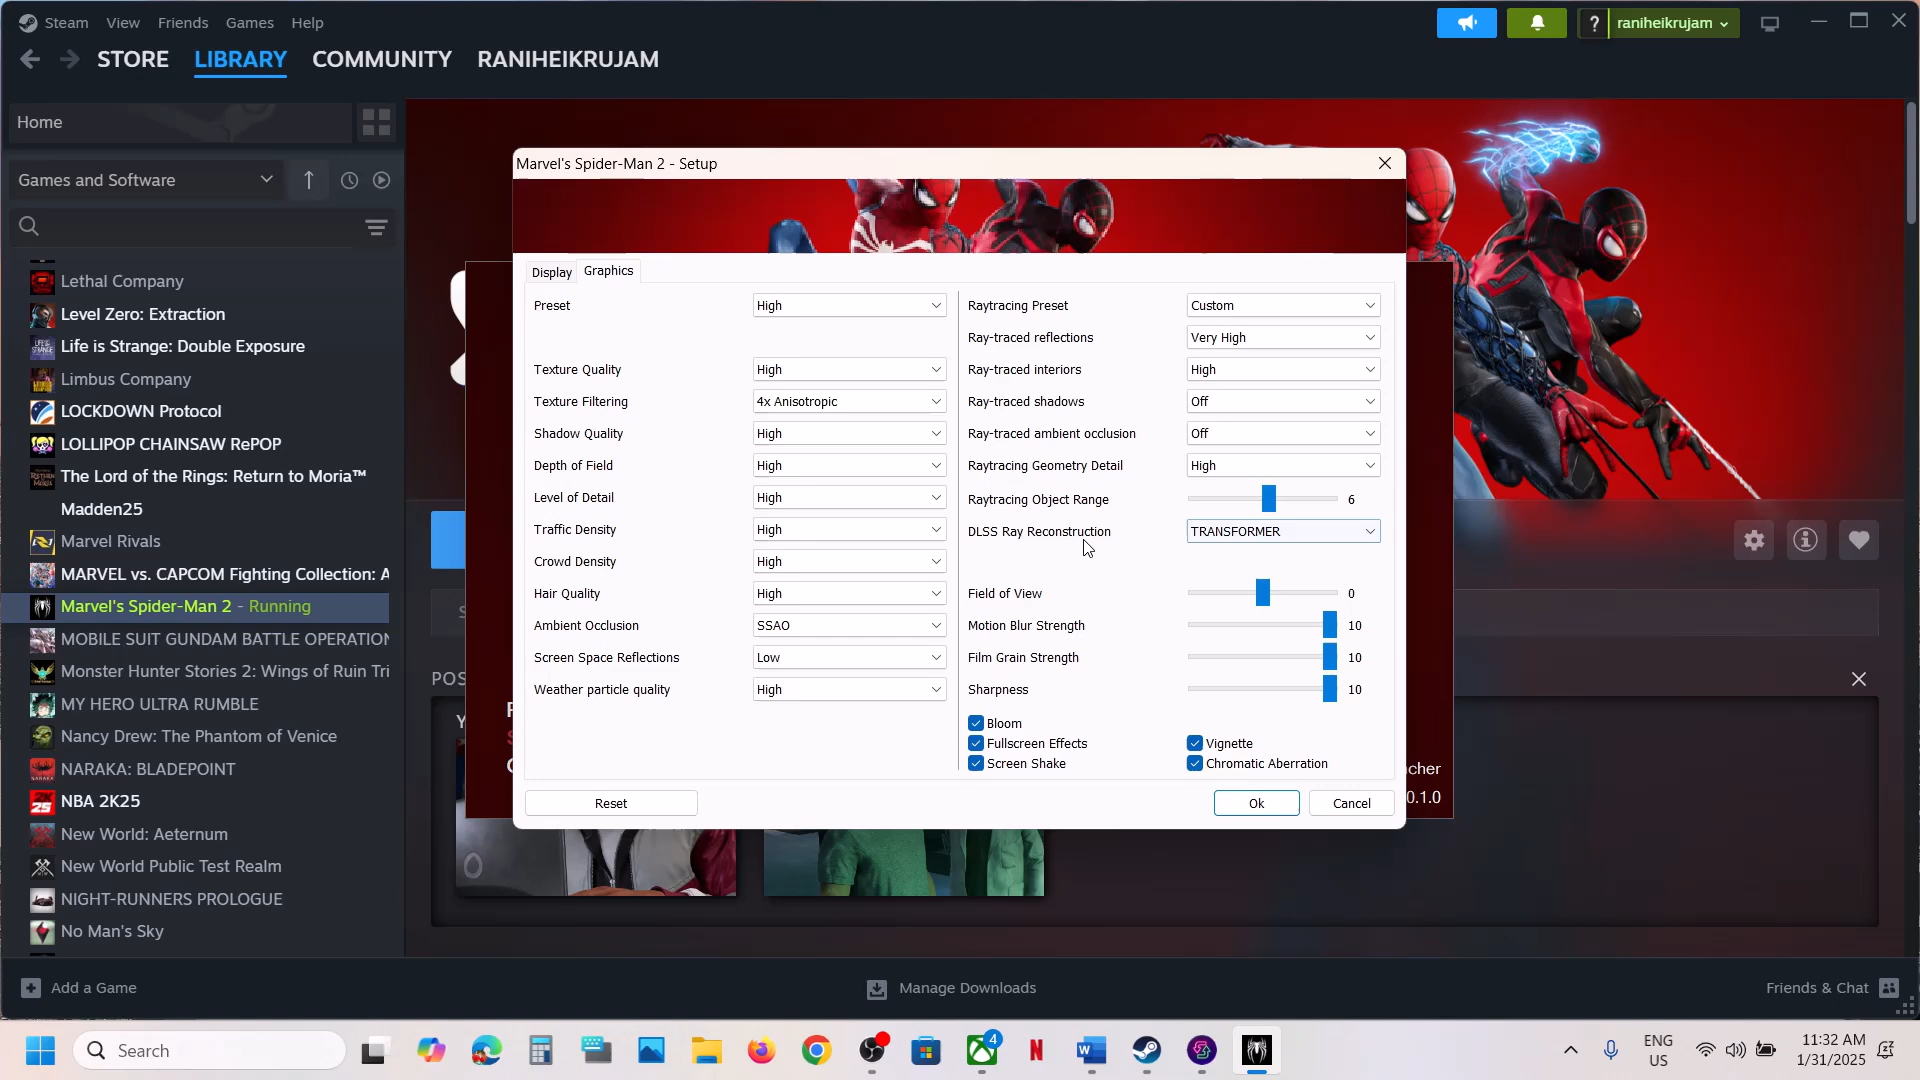 Steam View Friends Games Help
? raniheikrujam
STORE LIBRARY COMMUNITY RANIHEIKRUJAM
Home
Games and Software
Lethal Company
Level Zero: Extraction
Life is Strange: Double Exposure
Limbus Company
LOCKDOWN Protocol
LOLLIPOP CHAINSAW RePOP
The Lord of the Rings: Return to Moria™
Madden25
Marvel Rivals
MARVEL vs. CAPCOM Fighting Collection: A
Marvel's Spider-Man 2 - Running
MOBILE SUIT GUNDAM BATTLE OPERATION
Monster Hunter Stories 2: Wings of Ruin Tri
MY HERO ULTRA RUMBLE
Nancy Drew: The Phantom of Venice
NARAKA: BLADEPOINT
NBA 2K25
New World: Aeternum
New World Public Test Realm
NIGHT-RUNNERS PROLOGUE
No Man's Sky
Marvel's Spider-Man 2 - Setup
Display Graphics
Preset High
Texture Quality High
Texture Filtering 4x Anisotropic
Shadow Quality High
Depth of Field High
Level of Detail High
Traffic Density High
Crowd Density High
Hair Quality High
Ambient Occlusion SSAO
Screen Space Reflections Low
Weather particle quality High
Raytracing Preset Custom
Ray-traced reflections Very High
Ray-traced interiors High
Ray-traced shadows Off
Ray-traced ambient occlusion Off
Raytracing Geometry Detail High
Raytracing Object Range 6
DLSS Ray Reconstruction TRANSFORMER
Field of View 0
Motion Blur Strength 10
Film Grain Strength 10
Sharpness 10
Bloom
Fullscreen Effects Vignette
Screen Shake Chromatic Aberration
Reset Ok Cancel
POS
cher
0.1.0
Add a Game Manage Downloads Friends & Chat
Search
4
ENG
US
11:32 AM
1/31/2025